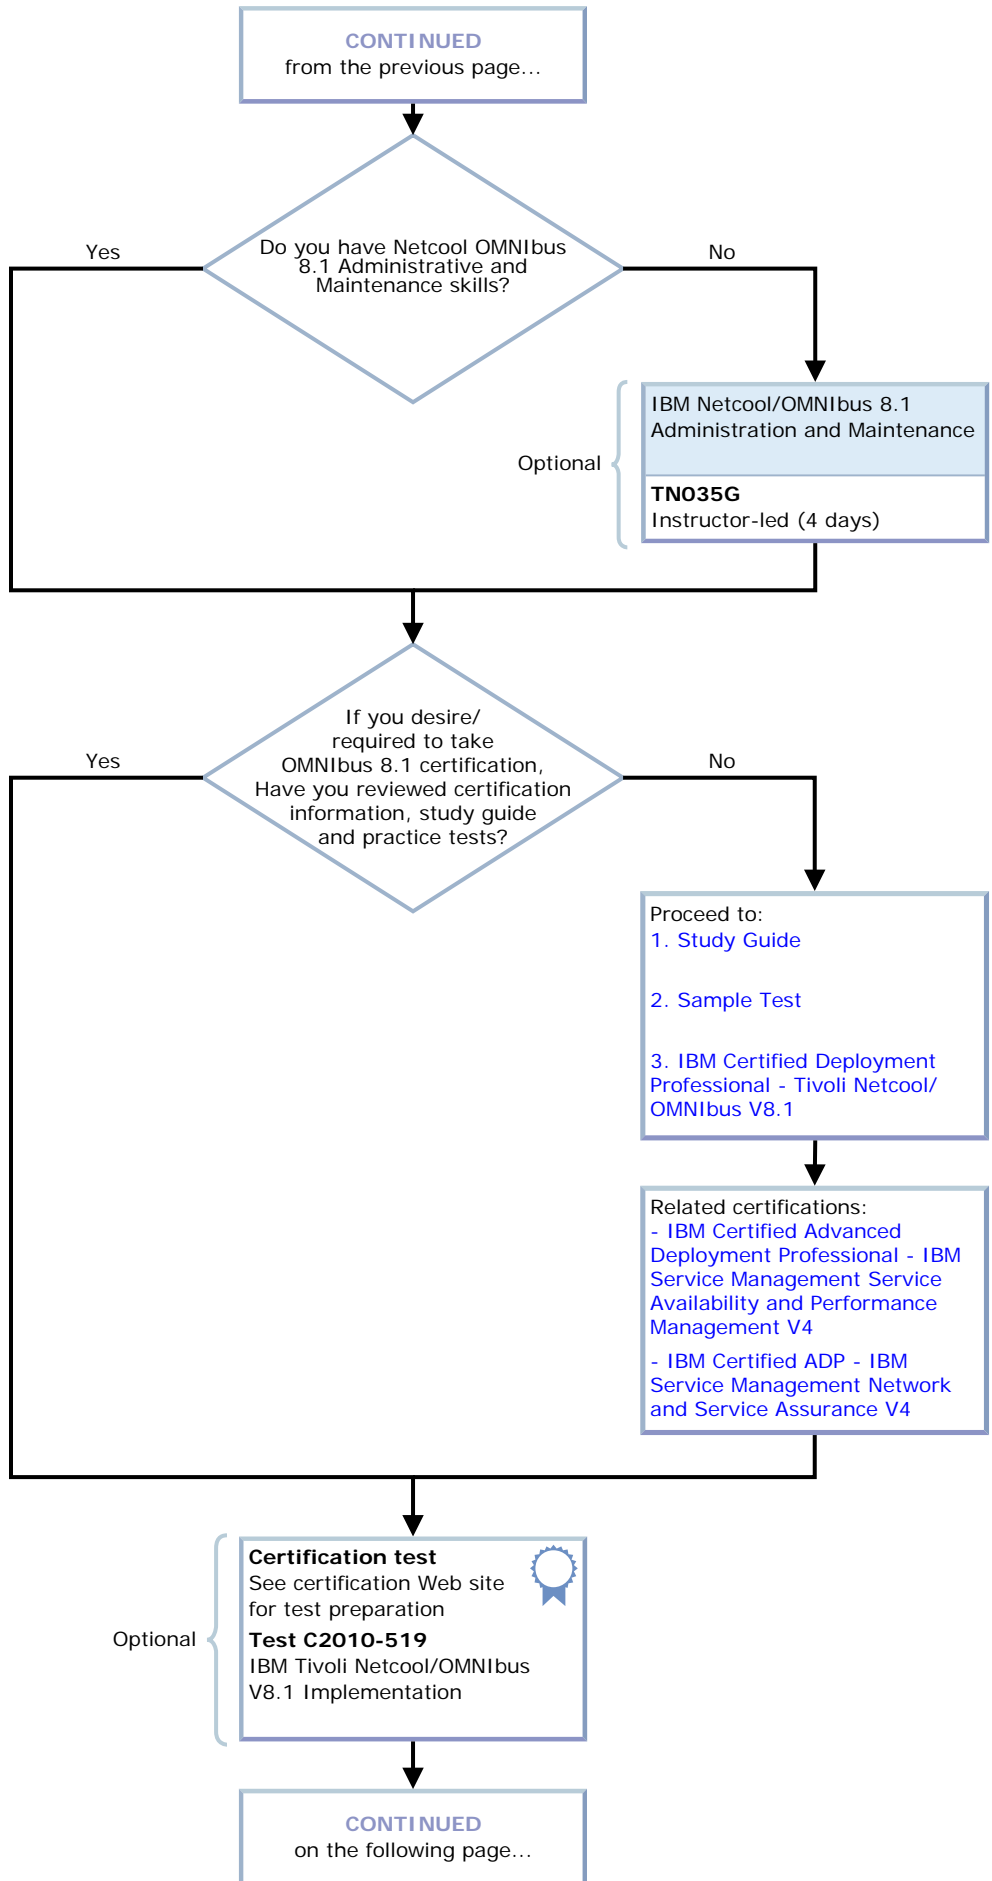 CONTINUED
from the previous page...
Do you have Netcool OMNIbus
8.1 Administrative and
Maintenance skills?
Yes
No
Optional
IBM Netcool/OMNIbus 8.1
Administration and Maintenance
TN035G
Instructor-led (4 days)
If you desire/
required to take
OMNIbus 8.1 certification,
Have you reviewed certification
information, study guide
and practice tests?
Yes
No
Proceed to:
1. Study Guide
2. Sample Test
3. IBM Certified Deployment
Professional - Tivoli Netcool/
OMNIbus V8.1
Related certifications:
- IBM Certified Advanced
Deployment Professional - IBM
Service Management Service
Availability and Performance
Management V4
- IBM Certified ADP - IBM
Service Management Network
and Service Assurance V4
Optional
Certification test
See certification Web site
for test preparation
Test C2010-519
IBM Tivoli Netcool/OMNIbus
V8.1 Implementation
CONTINUED
on the following page...